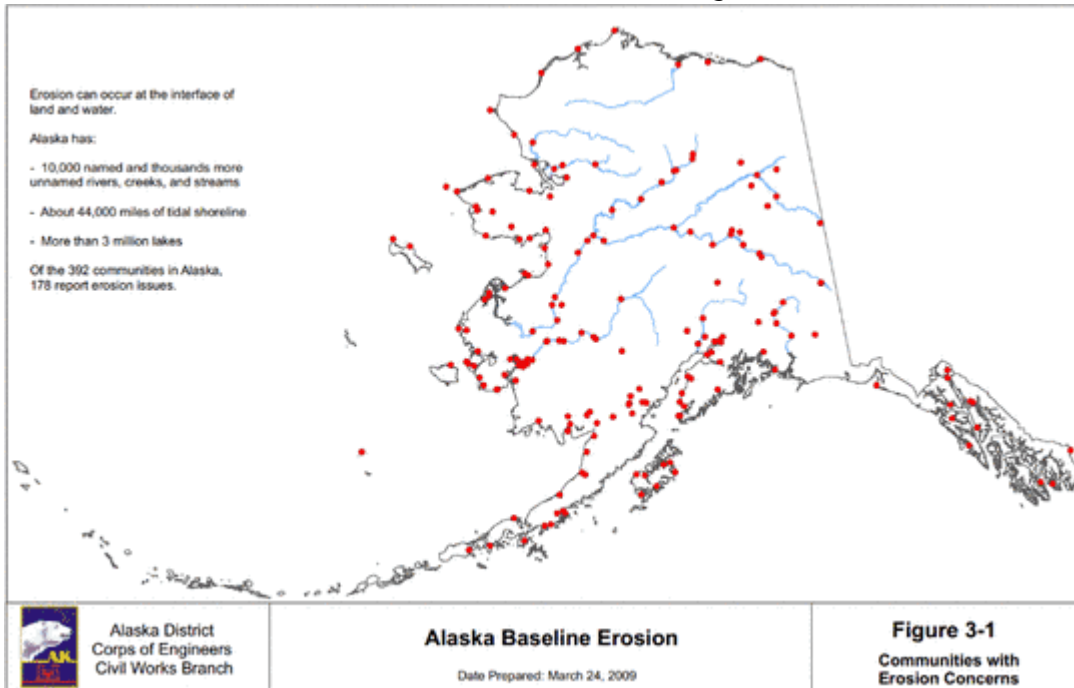 Erosion can occur at the interface of
land and water.
Alaska has:
- 10,000 named and thousands more
unnamed rivers, creeks, and streams
- About 44,000 miles of tidal shoreline
- More than 3 million lakes
Of the 392 communities in Alaska,
178 report erosion issues.
AK
Alaska District
Corps of Engineers
Civil Works Branch
Alaska Baseline Erosion
Date Prepared: March 24, 2009
Figure 3-1
Communities with
Erosion Concerns